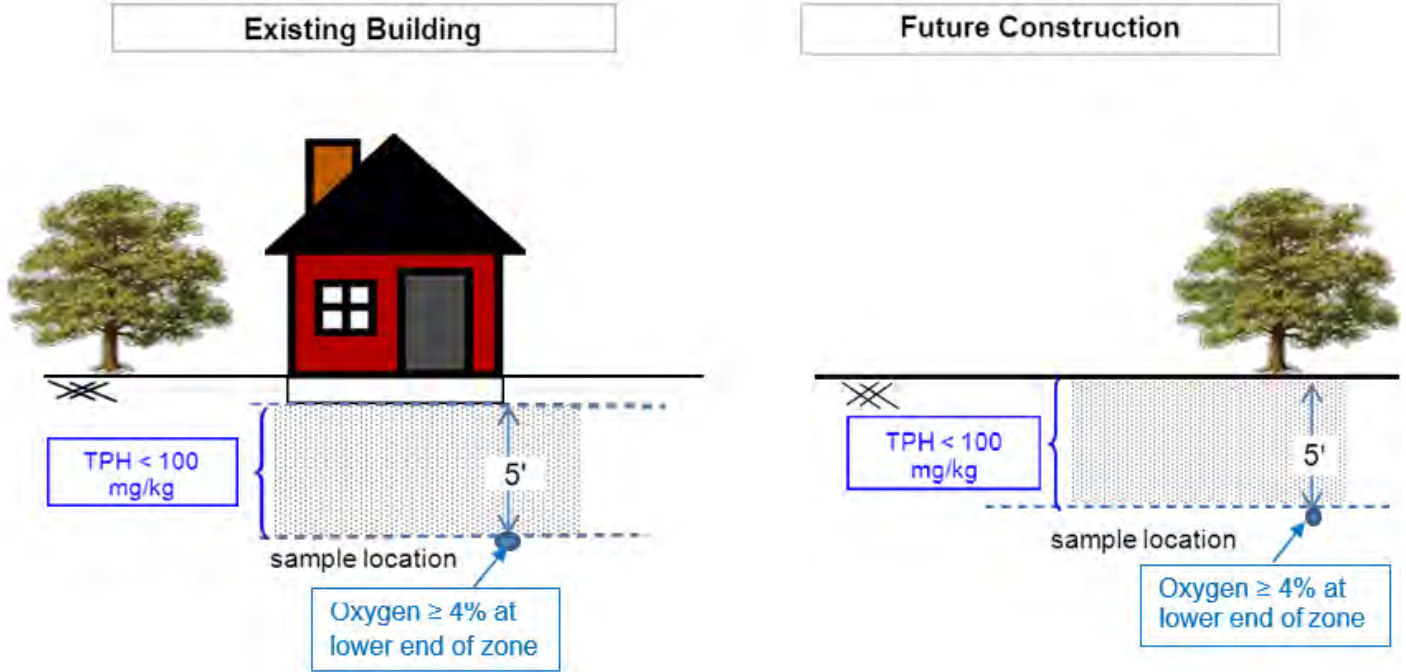 Existing Building
Future Construction
TPH < 100
mg/kg
5'
sample location
Oxygen ≥ 4% at
lower end of zone
TPH < 100
mg/kg
5'
sample location
Oxygen ≥ 4% at
lower end of zone